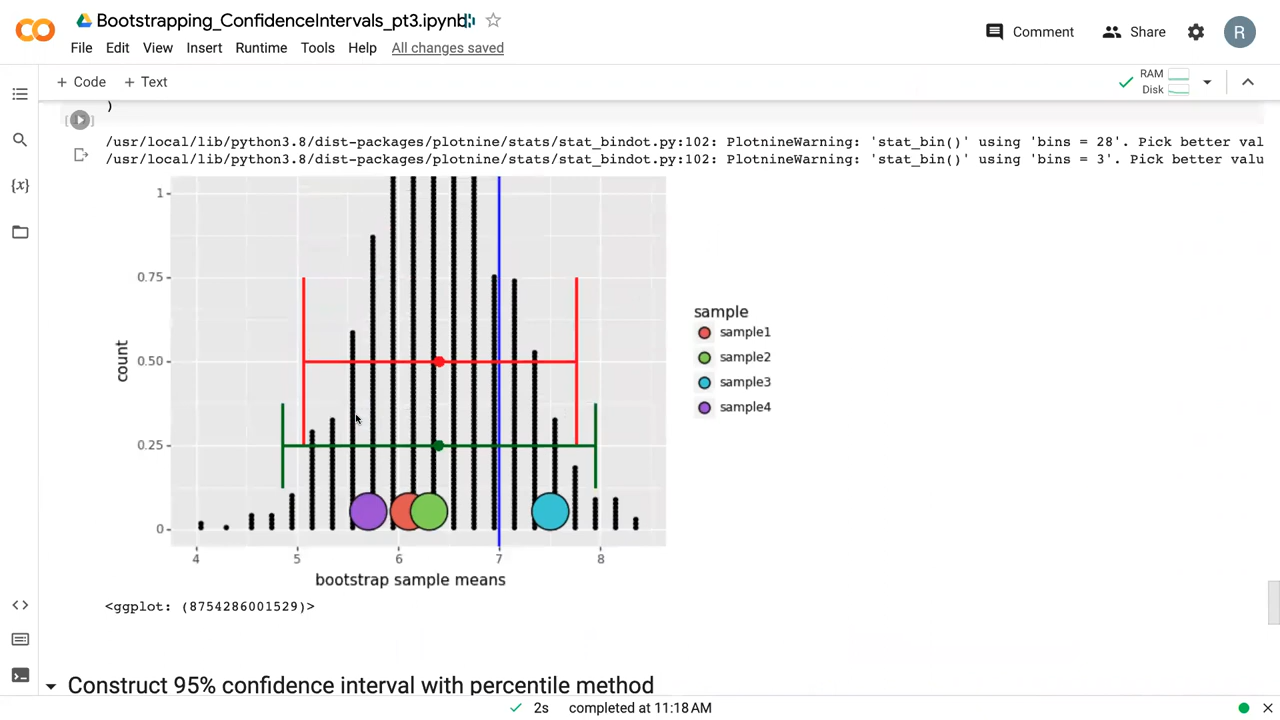 Bootstrapping_ConfidenceIntervals_pt3.ipynb
File Edit View Insert Runtime Tools Help All changes saved
Comment
Share
R
+ Code + Text
RAM
Disk
)
[ ]
/usr/local/lib/python3.8/dist-packages/plotnine/stats/stat_bindot.py:102: PlotnineWarning: 'stat_bin()' using 'bins = 28'. Pick better val
/usr/local/lib/python3.8/dist-packages/plotnine/stats/stat_bindot.py:102: PlotnineWarning: 'stat_bin()' using 'bins = 3'. Pick better valu
{x}
1
0.75
0.50
0.25
0
count
4 5 6 7 8
bootstrap sample means
sample
sample1
sample2
sample3
sample4
<ggplot: (8754286001529)>
Construct 95% confidence interval with percentile method
2s completed at 11:18 AM